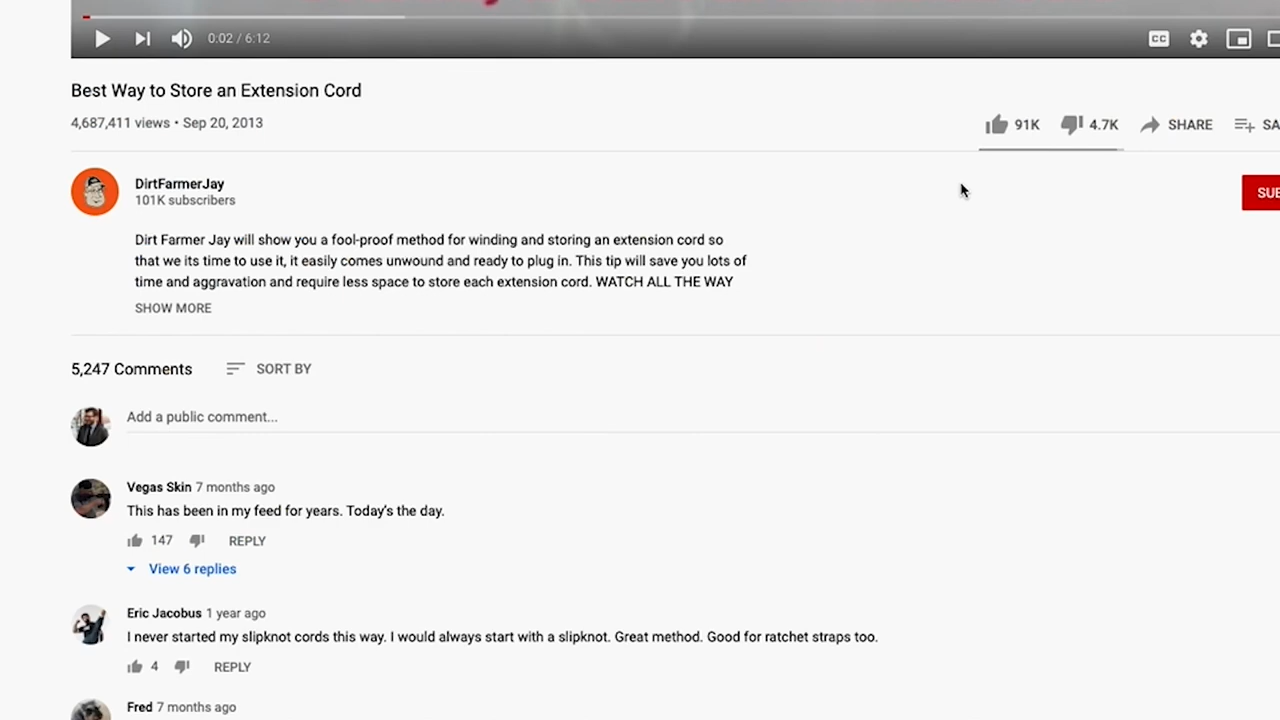 0:02 / 6:12
CC
Best Way to Store an Extension Cord
4,687,411 views • Sep 20, 2013
91K
4.7K
SHARE
SA
DirtFarmerJay
101K subscribers
SUB
Dirt Farmer Jay will show you a fool-proof method for winding and storing an extension cord so
that we its time to use it, it easily comes unwound and ready to plug in. This tip will save you lots of
time and aggravation and require less space to store each extension cord. WATCH ALL THE WAY
SHOW MORE
5,247 Comments
SORT BY
Add a public comment...
Vegas Skin 7 months ago
This has been in my feed for years. Today's the day.
147
REPLY
View 6 replies
Eric Jacobus 1 year ago
I never started my slipknot cords this way. I would always start with a slipknot. Great method. Good for ratchet straps too.
4
REPLY
Fred 7 months ago